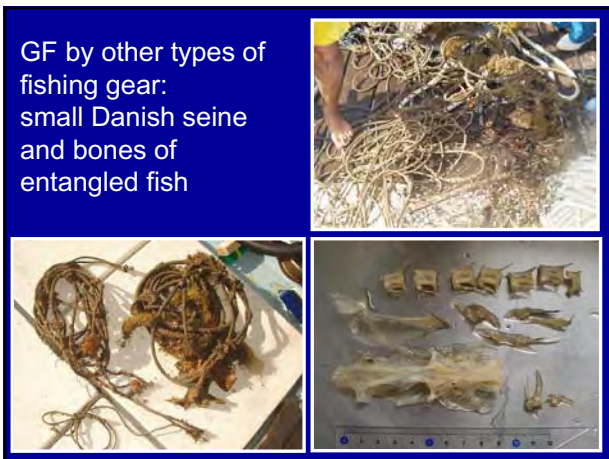 GF by other types of
fishing gear:
small Danish seine
and bones of
entangled fish